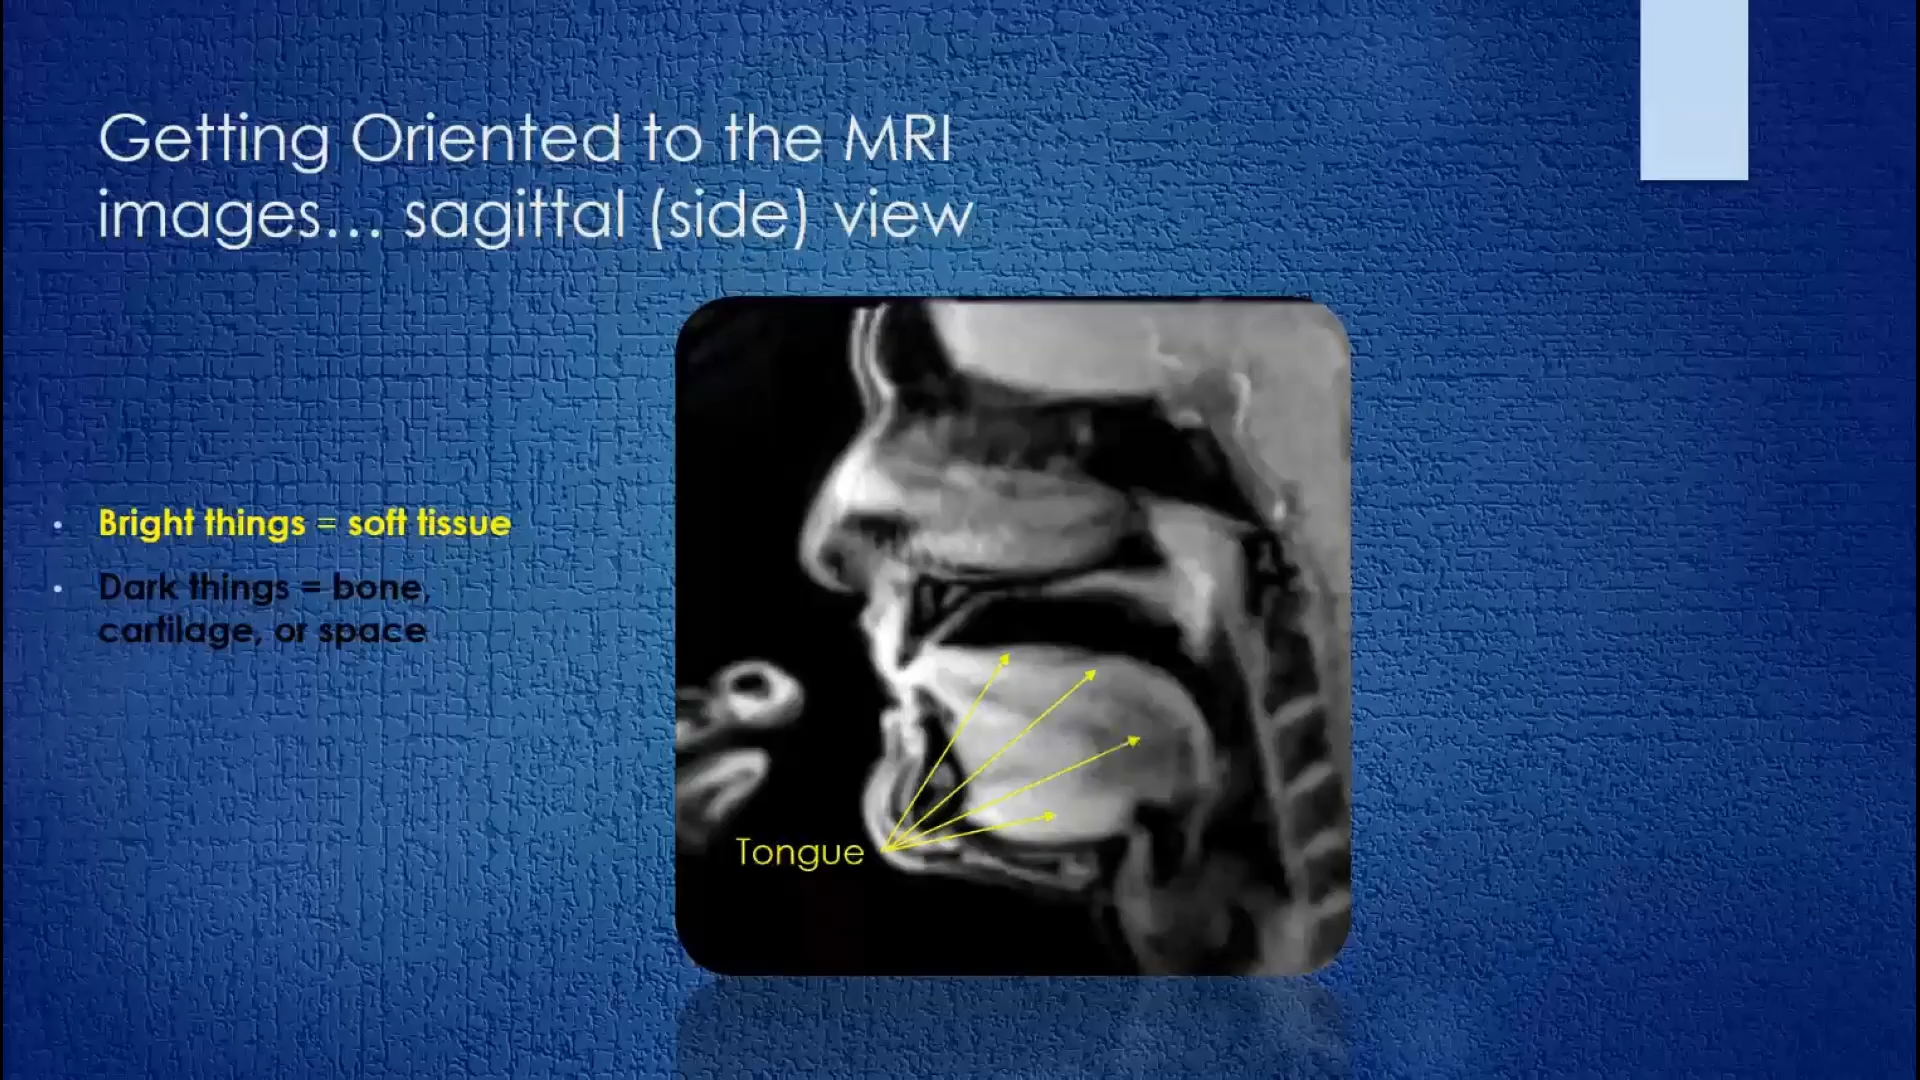 Getting Oriented to the MRI
images... sagittal (side) view
• Bright things = soft tissue
• Dark things = bone,
cartilage, or space
Tongue